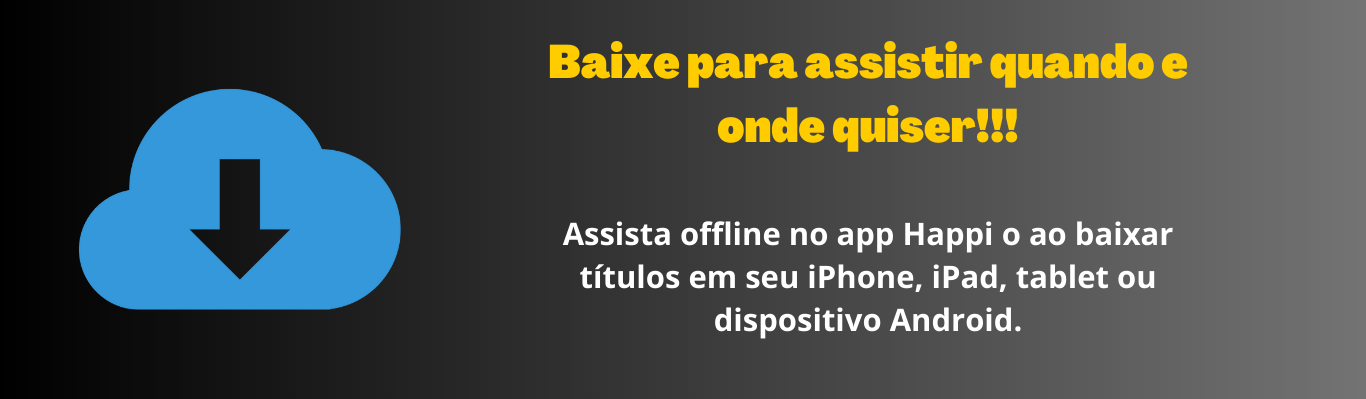 Baixe para assistir quando e
onde quiser!!!
Assista offline no app Happi o ao baixar
títulos em seu iPhone, iPad, tablet ou
dispositivo Android.